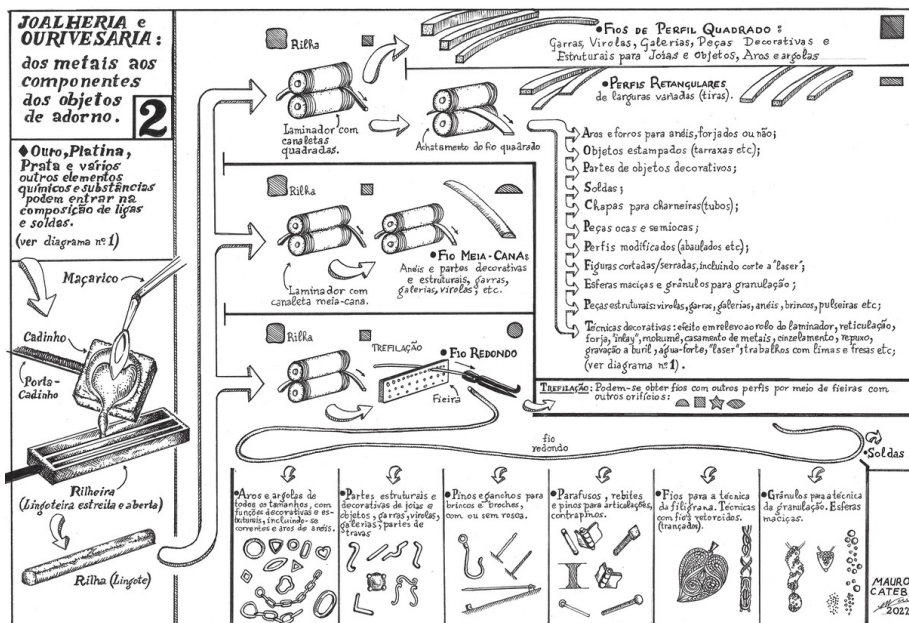 JOALHERIA e
OURIVESARIA:
dos metais aos
componentes
dos objetos
de adorno.
2
◆Ouro, Platina,
Prata e vários
outros elementos
químicos e substâncias
podem entrar na
composição de ligas
e soldas.
(ver diagrama nº1)
Maçarico
Cadinho
Porta-
Cadinho
Rilheira
(Lingoteira estreita e aberta)
Rilha (Lingote)
Rilha
Laminador com
canaletas
quadradas.
Achatamento do fio quadrado
•Fios de Perfil Quadrado:
Garras, Virolas, Galerias, Peças Decorativas e
Estruturais para Joias e Objetos, Aros e argolas
•Perfis Retangulares
de larguras variadas (tiras).
Aros e forros para anéis, forjados ou não;
Objetos estampados (tarraxas etc);
Partes de objetos decorativos;
Soldas;
Chapas para charneiras (tubos);
Peças ocas e semiocas;
Perfis modificados (abaulados etc);
Figuras cortadas/serradas, incluindo corte a "laser";
Esferas maciças e grânulos para granulação;
Peças estruturais: virolas, garras, galerias, anéis, brincos, pulseiras etc;
Técnicas decorativas: efeito em relevo ao rolo do laminador, reticulação,
forja, "inlay", mokumê, casamento de metais, cinzelamento, repuxo,
gravação a buril, água-forte, "laser"; trabalhos com limas e fresas etc;
(ver diagrama nº1).
Rilha
Laminador com
canaleta meia-cana.
•Fio Meia-Cana:
Anéis e partes decorativas
e estruturais, garras,
galerias, virolas, etc.
Rilha
TREFILAÇÃO
•Fio Redondo
Fieira
Trefilação: Podem-se obter fios com outros perfis por meio de fieiras com
outros orifícios:
fio
redondo
•Soldas
•Aros e argolas de
todos os tamanhos, com
funções decorativas e es-
truturais, incluindo-se
correntes e aros de anéis.
•Partes estruturais e
decorativas de joias e
objetos, garras, virolas,
galerias, partes de
travas
•Pinos e ganchos para
brincos e broches,
com ou sem rosca.
•Parafusos, rebites
e pinos para articulações,
contrapinos.
•Fios para a técnica
da filigrana. Técnicas
com fios retorcidos.
(trançados).
•Grânulos para a técnica
da granulação. Esferas
maciças.
MAURO
CATEB
2022